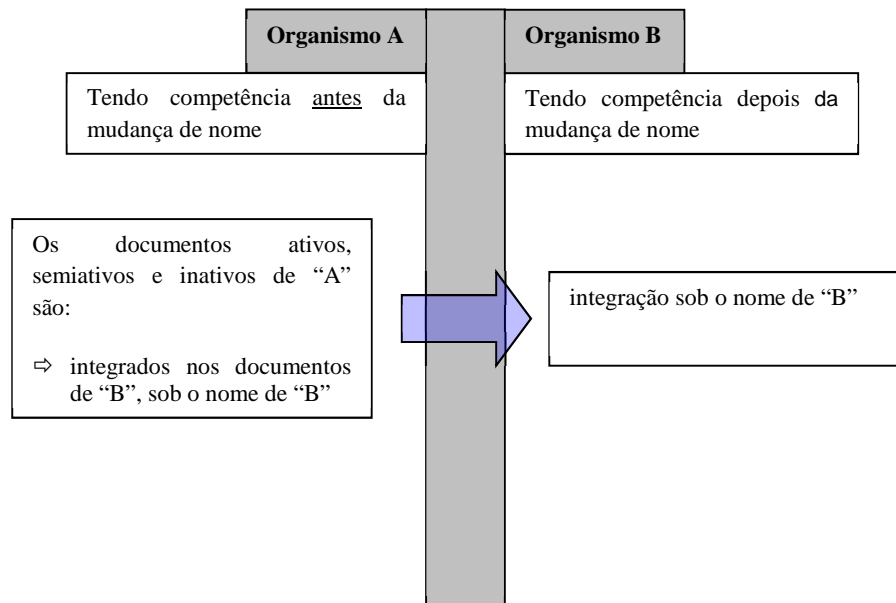 Organismo A
Organismo B
Tendo competência antes da
mudança de nome
Tendo competência depois da
mudança de nome
Os documentos ativos,
semiativos e inativos de “A”
são:
⇨ integrados nos documentos
de “B”, sob o nome de “B”
integração sob o nome de “B”